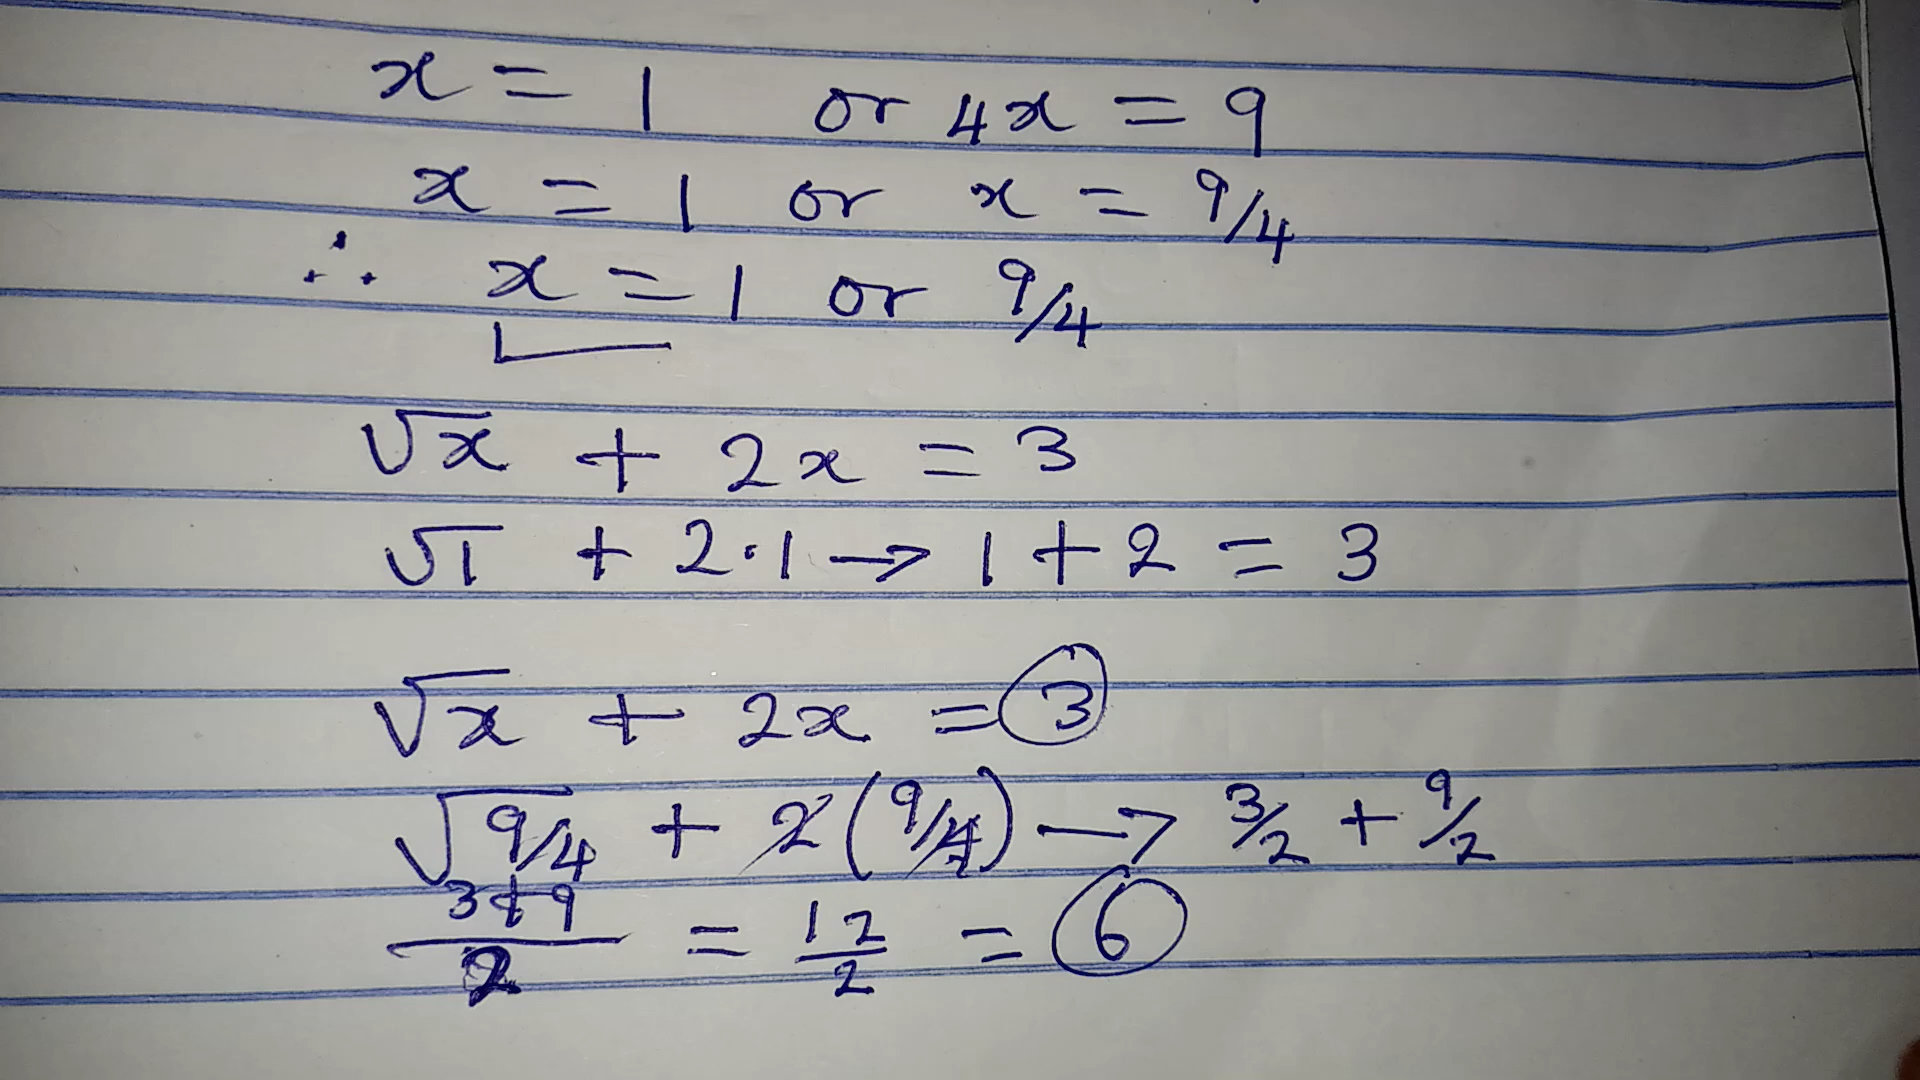 x = 1 or 4x = 9
x = 1 or x = 9/4
∴ x = 1 or 9/4
√x + 2x = 3
√1 + 2·1 → 1 + 2 = 3
√x + 2x = 3
√9/4 + 2(9/4) → 3/2 + 9/2
3+9/2 = 12/2 = 6